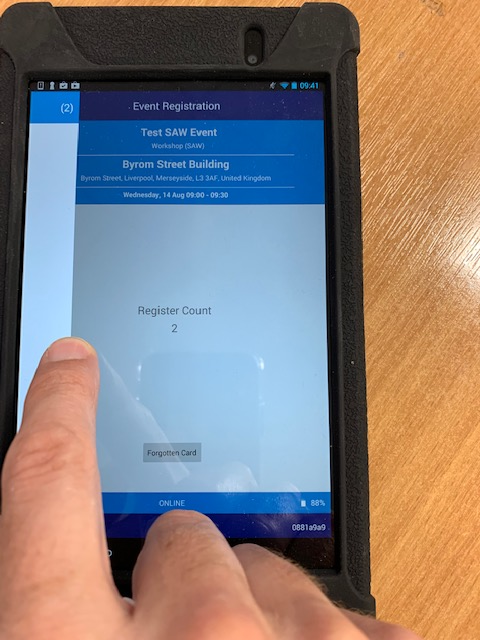 09:41
(2)
Event Registration
Test SAW Event
Workshop (SAW)
Byrom Street Building
Byrom Street, Liverpool, Merseyside, L3 3AF, United Kingdom
Wednesday, 14 Aug 09:00 - 09:30
Register Count
2
Forgotten Card
ONLINE
88%
0881a9a9